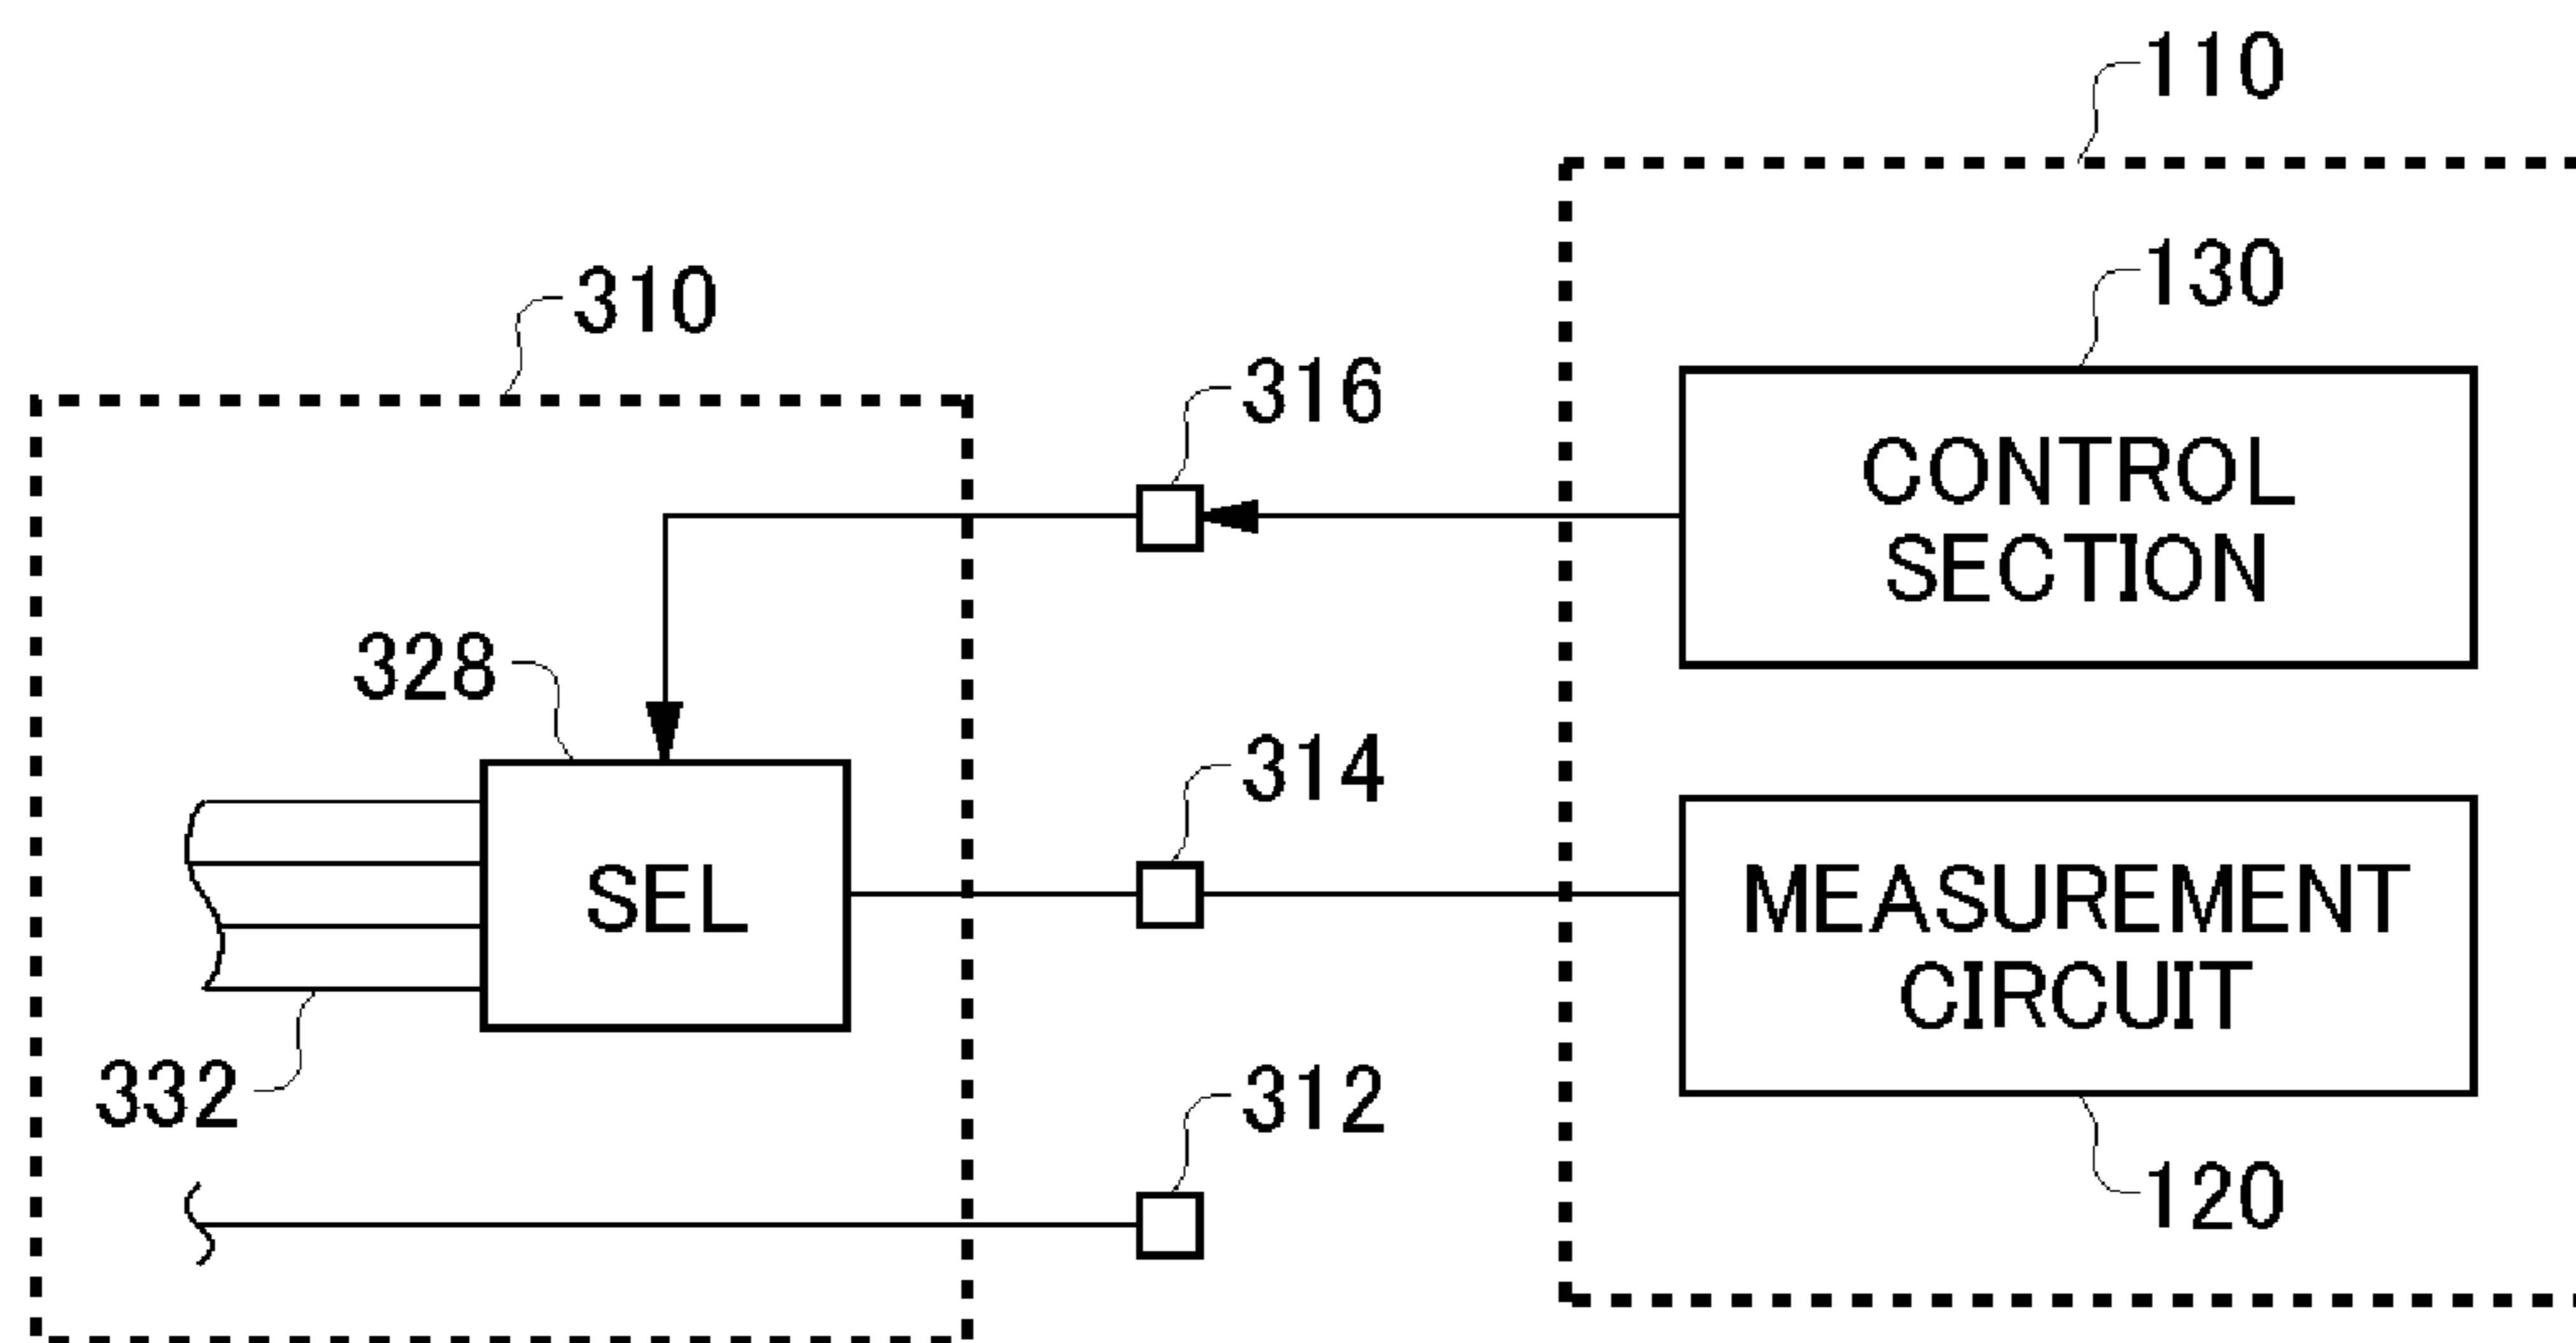 110
130
310
316
CONTROL
SECTION
328
314
SEL
MEASUREMENT
CIRCUIT
332
312
120